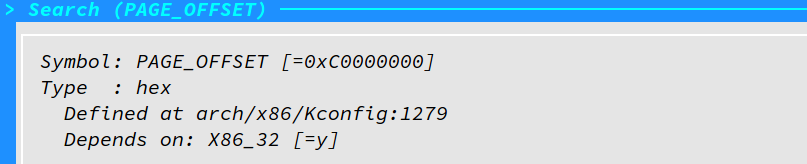 > Search (PAGE_OFFSET)
Symbol: PAGE_OFFSET [=0xC0000000]
Type  : hex
Defined at arch/x86/Kconfig:1279
Depends on: X86_32 [=y]